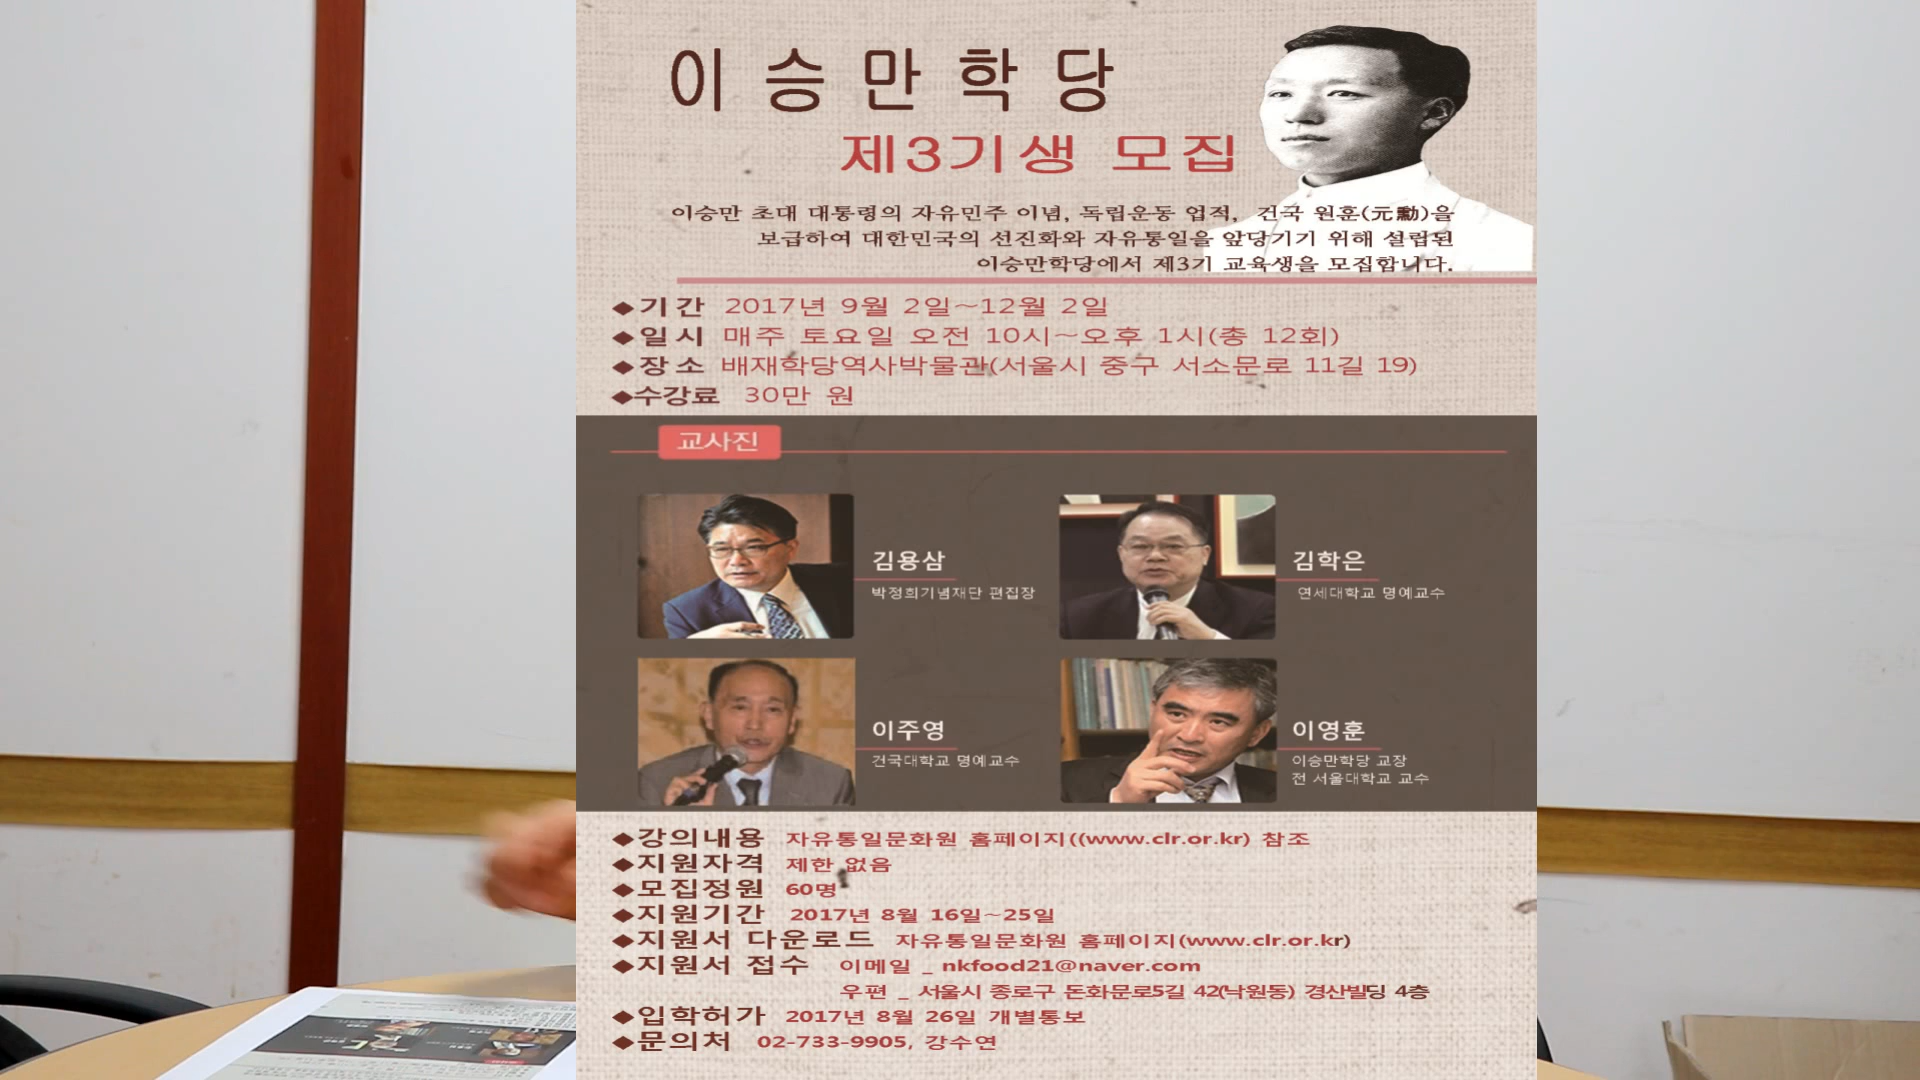 이승만학당
제3기생 모집
이승만 초대 대통령의 자유민주 이념, 독립운동 업적, 건국 원훈(元勳)을
보급하여 대한민국의 선진화와 자유통일을 앞당기기 위해 설립된
이승만학당에서 제3기 교육생을 모집합니다.
◆기간 2017년 9월 2일~12월 2일
◆일시 매주 토요일 오전 10시~오후 1시(총 12회)
◆장소 배재학당역사박물관(서울시 중구 서소문로 11길 19)
◆수강료 30만 원
교사진
김용삼
박정희기념재단 편집장
김학은
연세대학교 명예교수
이주영
건국대학교 명예교수
이영훈
이승만학당 교장
전 서울대학교 교수
◆강의내용 자유통일문화원 홈페이지((www.clr.or.kr) 참조
◆지원자격 제한 없음
◆모집정원 60명
◆지원기간 2017년 8월 16일~25일
◆지원서 다운로드 자유통일문화원 홈페이지(www.clr.or.kr)
◆지원서 접수 이메일 _ nkfood21@naver.com
우편 _ 서울시 종로구 돈화문로5길 42(낙원동) 경산빌딩 4층
◆입학허가 2017년 8월 26일 개별통보
◆문의처 02-733-9905, 강수연